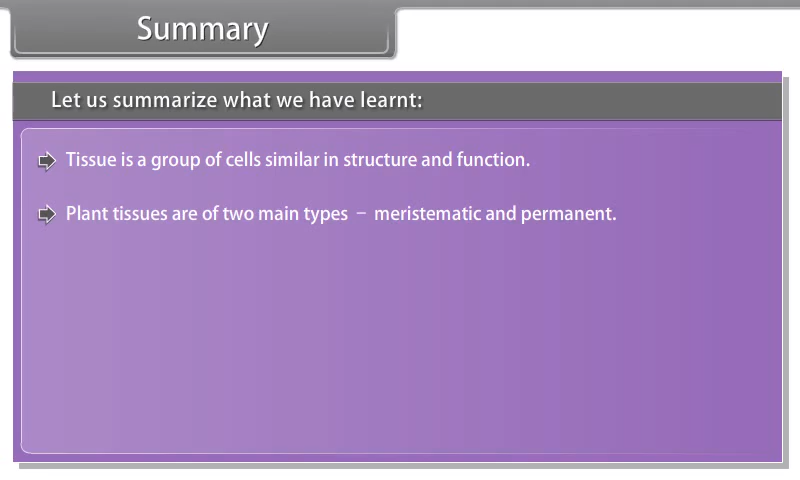 Summary
Let us summarize what we have learnt:
Tissue is a group of cells similar in structure and function.
Plant tissues are of two main types – meristematic and permanent.